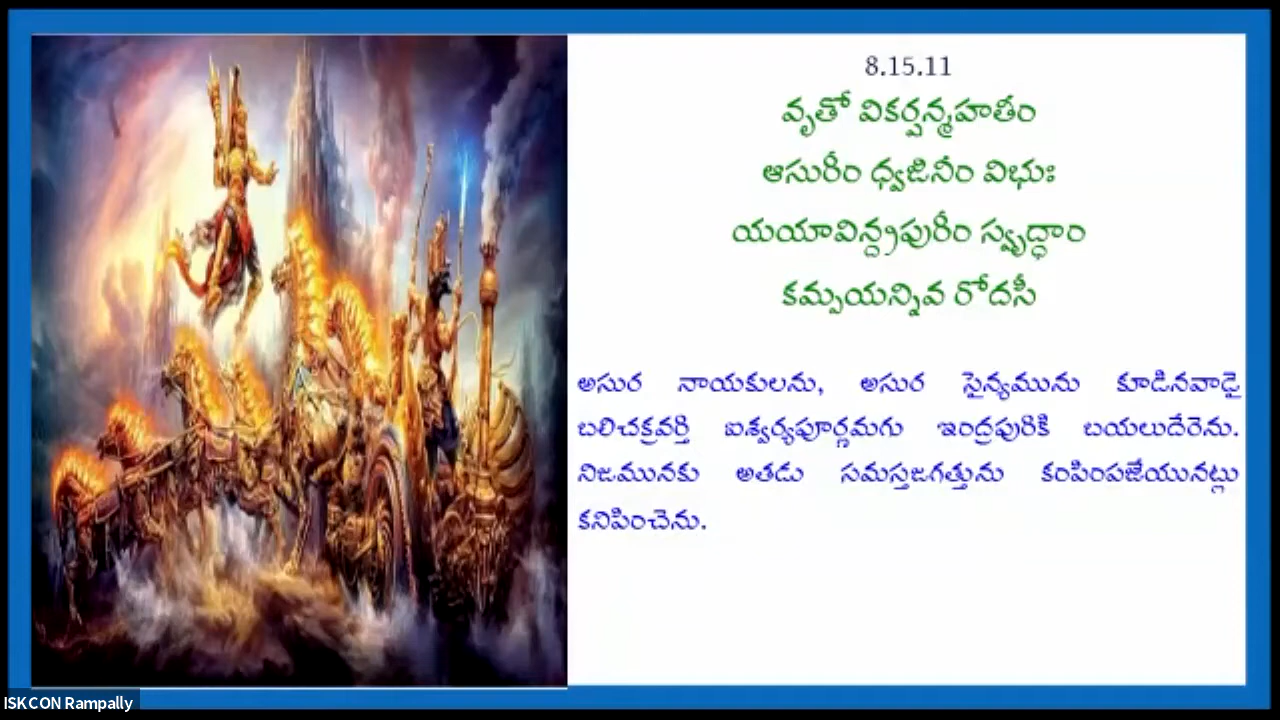 8.15.11
వృతో వికర్షన్మహతీం
ఆసురీం ధ్వజినీం విభుః
యయావిన్ద్రపురీం స్వృద్ధాం
కమ్పయన్నివ రోదసీ
అసుర నాయకులను, అసుర సైన్యమును కూడినవాడై
బలిచక్రవర్తి ఐశ్వర్యపూర్ణమగు ఇంద్రపురికి బయలుదేరెను.
నిజమునకు అతడు సమస్తజగత్తును కంపింపజేయునట్లు
కనిపించెను.
ISKCON Rampally